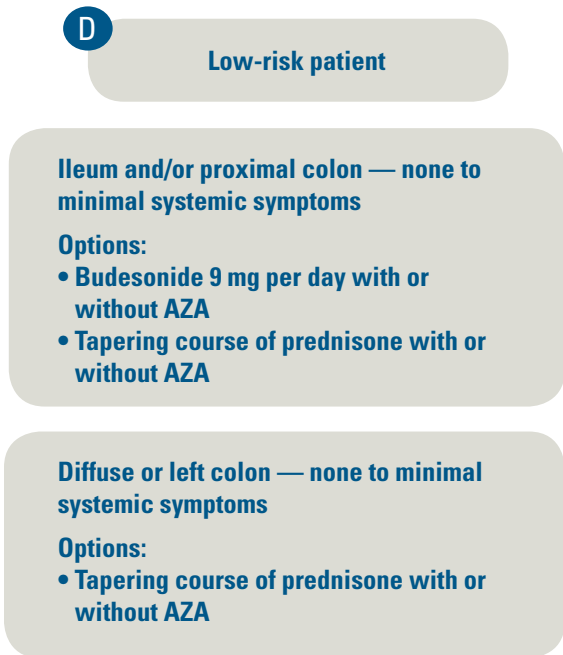 D
Low-risk patient
Ileum and/or proximal colon — none to
minimal systemic symptoms
Options:
• Budesonide 9 mg per day with or
without AZA
• Tapering course of prednisone with or
without AZA
Diffuse or left colon — none to minimal
systemic symptoms
Options:
• Tapering course of prednisone with or
without AZA